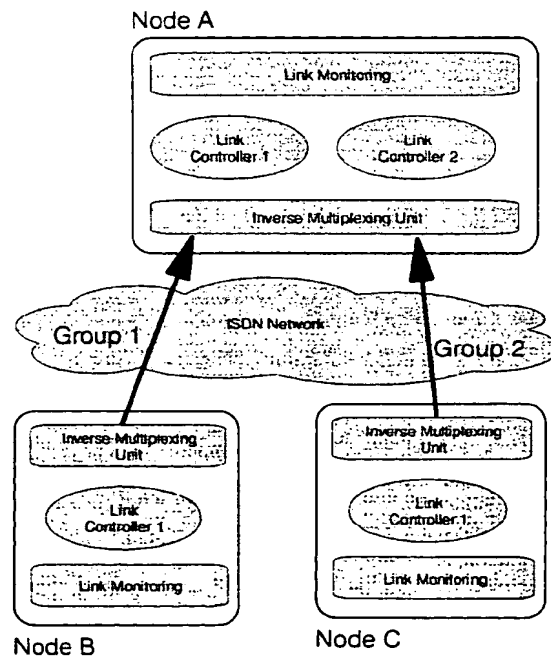 Node A
Link Monitoring
Link
Controller 1
Link
Controller 2
Inverse Multiplexing Unit
Group 1
ISDN Network
Group 2
Inverse Multiplexing
Unit
Link
Controller 1
Link Monitoring
Node B
Inverse Multiplexing
Unit
Link
Controller 1
Link Monitoring
Node C